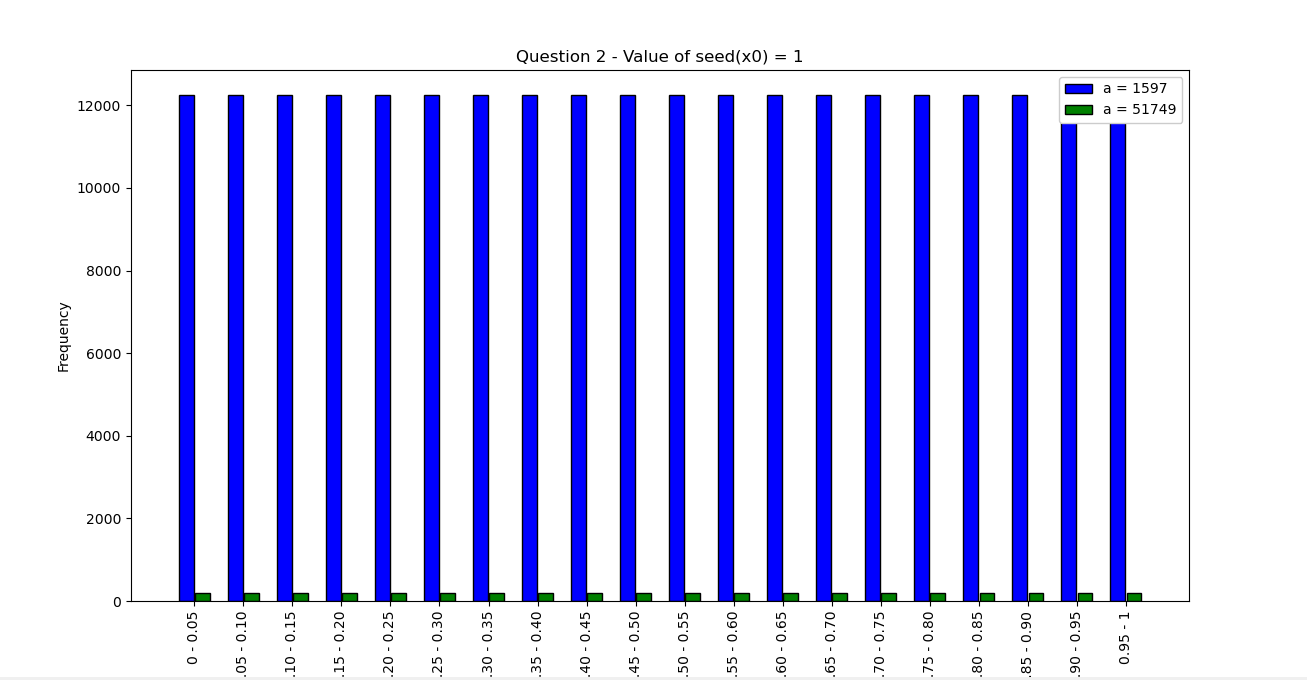 Question 2 - Value of seed(x0) = 1
a = 1597
a = 51749
12000
10000
8000
6000
4000
2000
0
Frequency
0 - 0.05
.05 - 0.10
.10 - 0.15
.15 - 0.20
.20 - 0.25
.25 - 0.30
.30 - 0.35
.35 - 0.40
.40 - 0.45
.45 - 0.50
.50 - 0.55
.55 - 0.60
.60 - 0.65
.65 - 0.70
.70 - 0.75
.75 - 0.80
.80 - 0.85
.85 - 0.90
.90 - 0.95
0.95 - 1